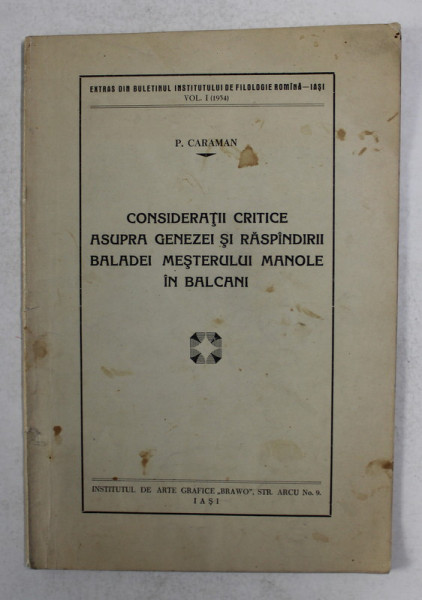 EXTRAS DIN BULETINUL INSTITUTULUI DE FILOLOGIE ROMÎNĂ—IAŞI
VOL. I (1934)
P. CARAMAN
CONSIDERAŢII CRITICE
ASUPRA GENEZEI ŞI RĂSPÎNDIRII
BALADEI MEŞTERULUI MANOLE
ÎN BALCANI
INSTITUTUL DE ARTE GRAFICE „BRAWO", STR. ARCU No. 9.
IAŞI